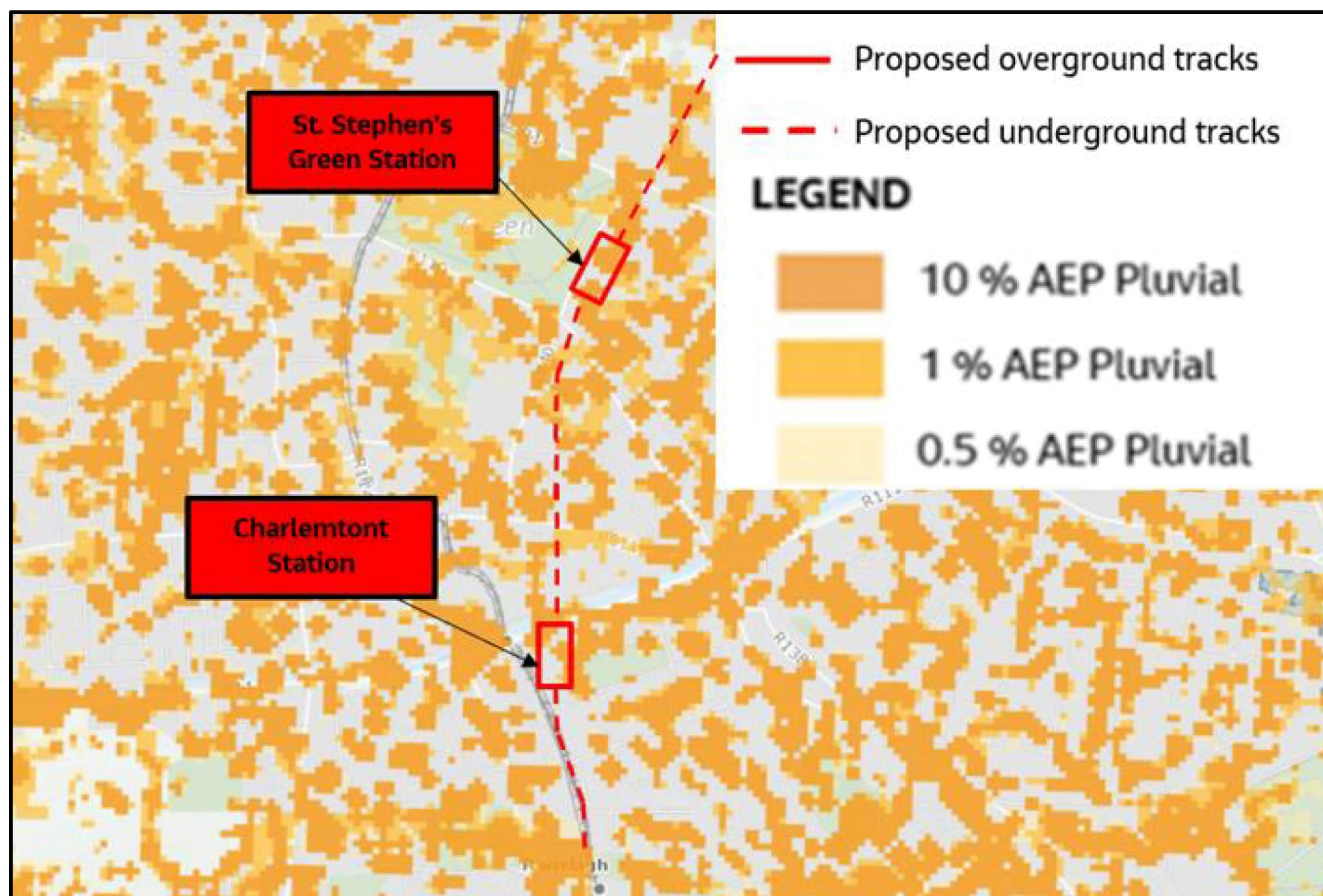 St. Stephen's
Green Station
Charlemtont
Station
Proposed overground tracks
Proposed underground tracks
LEGEND
10 % AEP Pluvial
1 % AEP Pluvial
0.5 % AEP Pluvial
R138